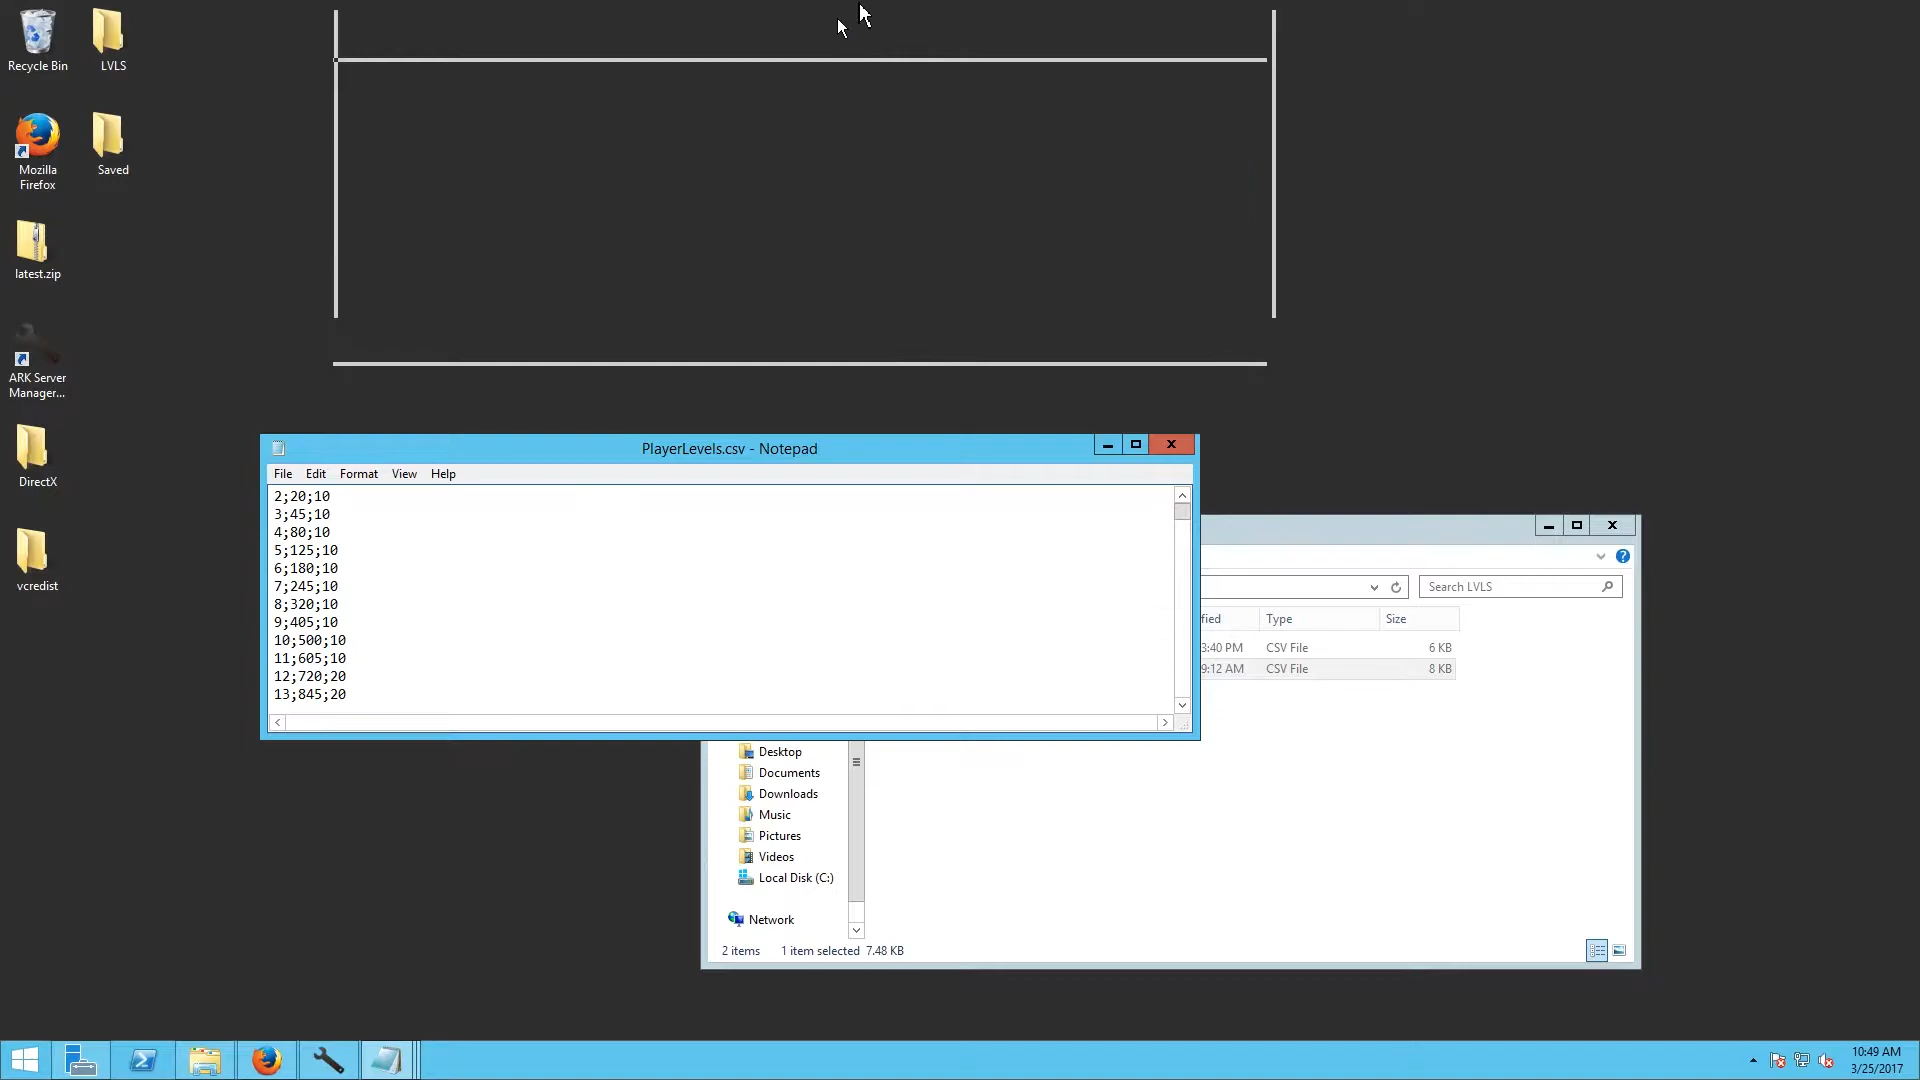 Recycle Bin
LVLS
Mozilla
Firefox
Saved
latest.zip
ARK Server
Manager...
DirectX
vcredist
PlayerLevels.csv - Notepad
File Edit Format View Help
2;20;10
3;45;10
4;80;10
5;125;10
6;180;10
7;245;10
8;320;10
9;405;10
10;500;10
11;605;10
12;720;20
13;845;20
Search LVLS
Type Size
3:40 PM CSV File 6 KB
9:12 AM CSV File 8 KB
Desktop
Documents
Downloads
Music
Pictures
Videos
Local Disk (C:)
Network
2 items 1 item selected 7.48 KB
10:49 AM
3/25/2017